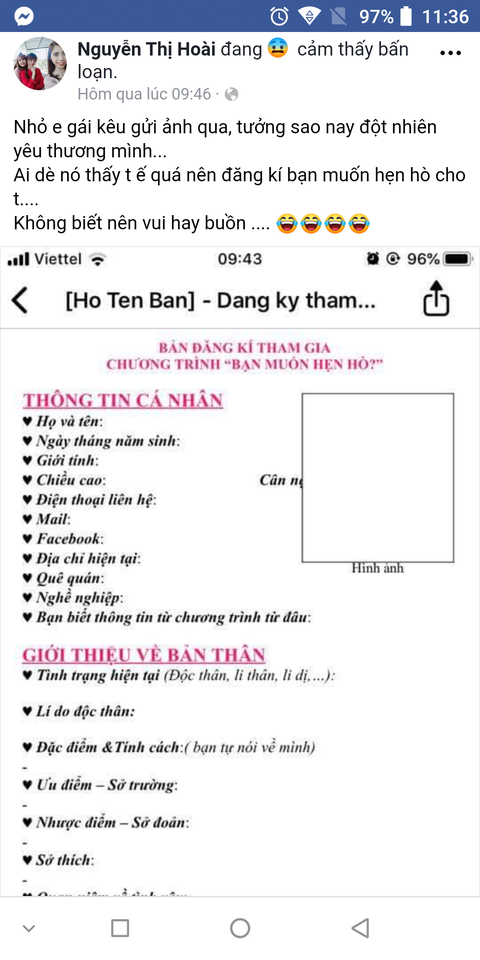 97% 11:36
Nguyễn Thị Hoài đang 😨 cảm thấy bấn
loạn.
Hôm qua lúc 09:46 ·
Nhỏ e gái kêu gửi ảnh qua, tưởng sao nay đột nhiên
yêu thương mình...
Ai dè nó thấy t ế quá nên đăng kí bạn muốn hẹn hò cho
t....
Không biết nên vui hay buồn .... 😂😂😂😂
Viettel 09:43 96%
[Ho Ten Ban] - Dang ky tham...
BẢN ĐĂNG KÍ THAM GIA
CHƯƠNG TRÌNH “BẠN MUỐN HẸN HÒ?”
THÔNG TIN CÁ NHÂN
♥ Họ và tên:
♥ Ngày tháng năm sinh:
♥ Giới tính:
♥ Chiều cao: Cân
♥ Điện thoại liên hệ:
♥ Mail:
♥ Facebook:
♥ Địa chỉ hiện tại:
Hình ảnh
♥ Quê quán:
♥ Nghề nghiệp:
♥ Bạn biết thông tin từ chương trình từ đâu:
GIỚI THIỆU VỀ BẢN THÂN
♥ Tình trạng hiện tại (Độc thân, li thân, li dị,...):
♥ Lí do độc thân:
♥ Đặc điểm &Tính cách:( bạn tự nói về mình)
-
♥ Ưu điểm – Sở trường:
-
♥ Nhược điểm – Sở đoản:
-
♥ Sở thích:
-